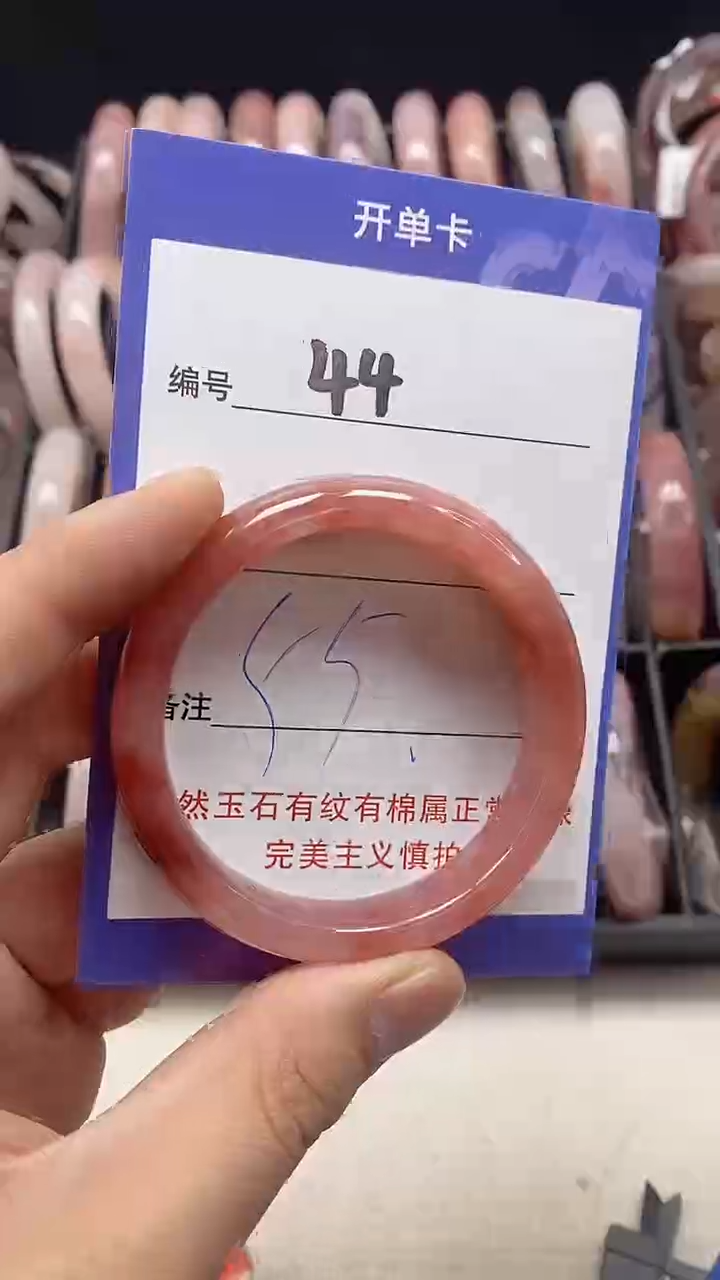 开单卡
编号 44
55.
备注
然玉石有纹有棉属正常
完美主义慎拍